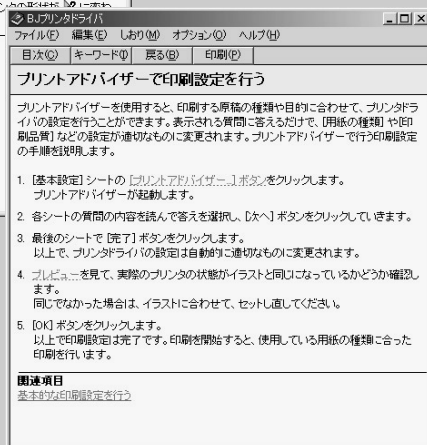 BJプリンタドライバ
ファイル(F) 編集(E) しおり(M) オプション(O) ヘルプ(H)
目次(C) キーワード(I) 戻る(B) 印刷(P)
プリントアドバイザーで印刷設定を行う
プリントアドバイザーを使用すると、印刷する原稿の種類や目的に合わせて、プリンタドラ
イバの設定を行うことができます。表示される質問に答えるだけで、[用紙の種類] や[印
刷品質] などの設定が適切なものに変更されます。プリントアドバイザーで行う印刷設定
の手順を説明します。
1. [基本設定] シートの [プリントアドバイザー...] ボタンをクリックします。
プリントアドバイザーが起動します。
2. 各シートの質問の内容を読んで答えを選択し、[次へ] ボタンをクリックしていきます。
3. 最後のシートで [完了] ボタンをクリックします。
以上で、プリンタドライバの設定は自動的に適切なものに変更されます。
4. プレビューを見て、実際のプリンタの状態がイラストと同じになっているかどうか確認し
ます。
同じでなかった場合は、イラストに合わせて、セットし直してください。
5. [OK] ボタンをクリックします。
以上で印刷設定は完了です。印刷を開始すると、使用している用紙の種類に合った
印刷を行います。
関連項目
基本的な印刷設定を行う